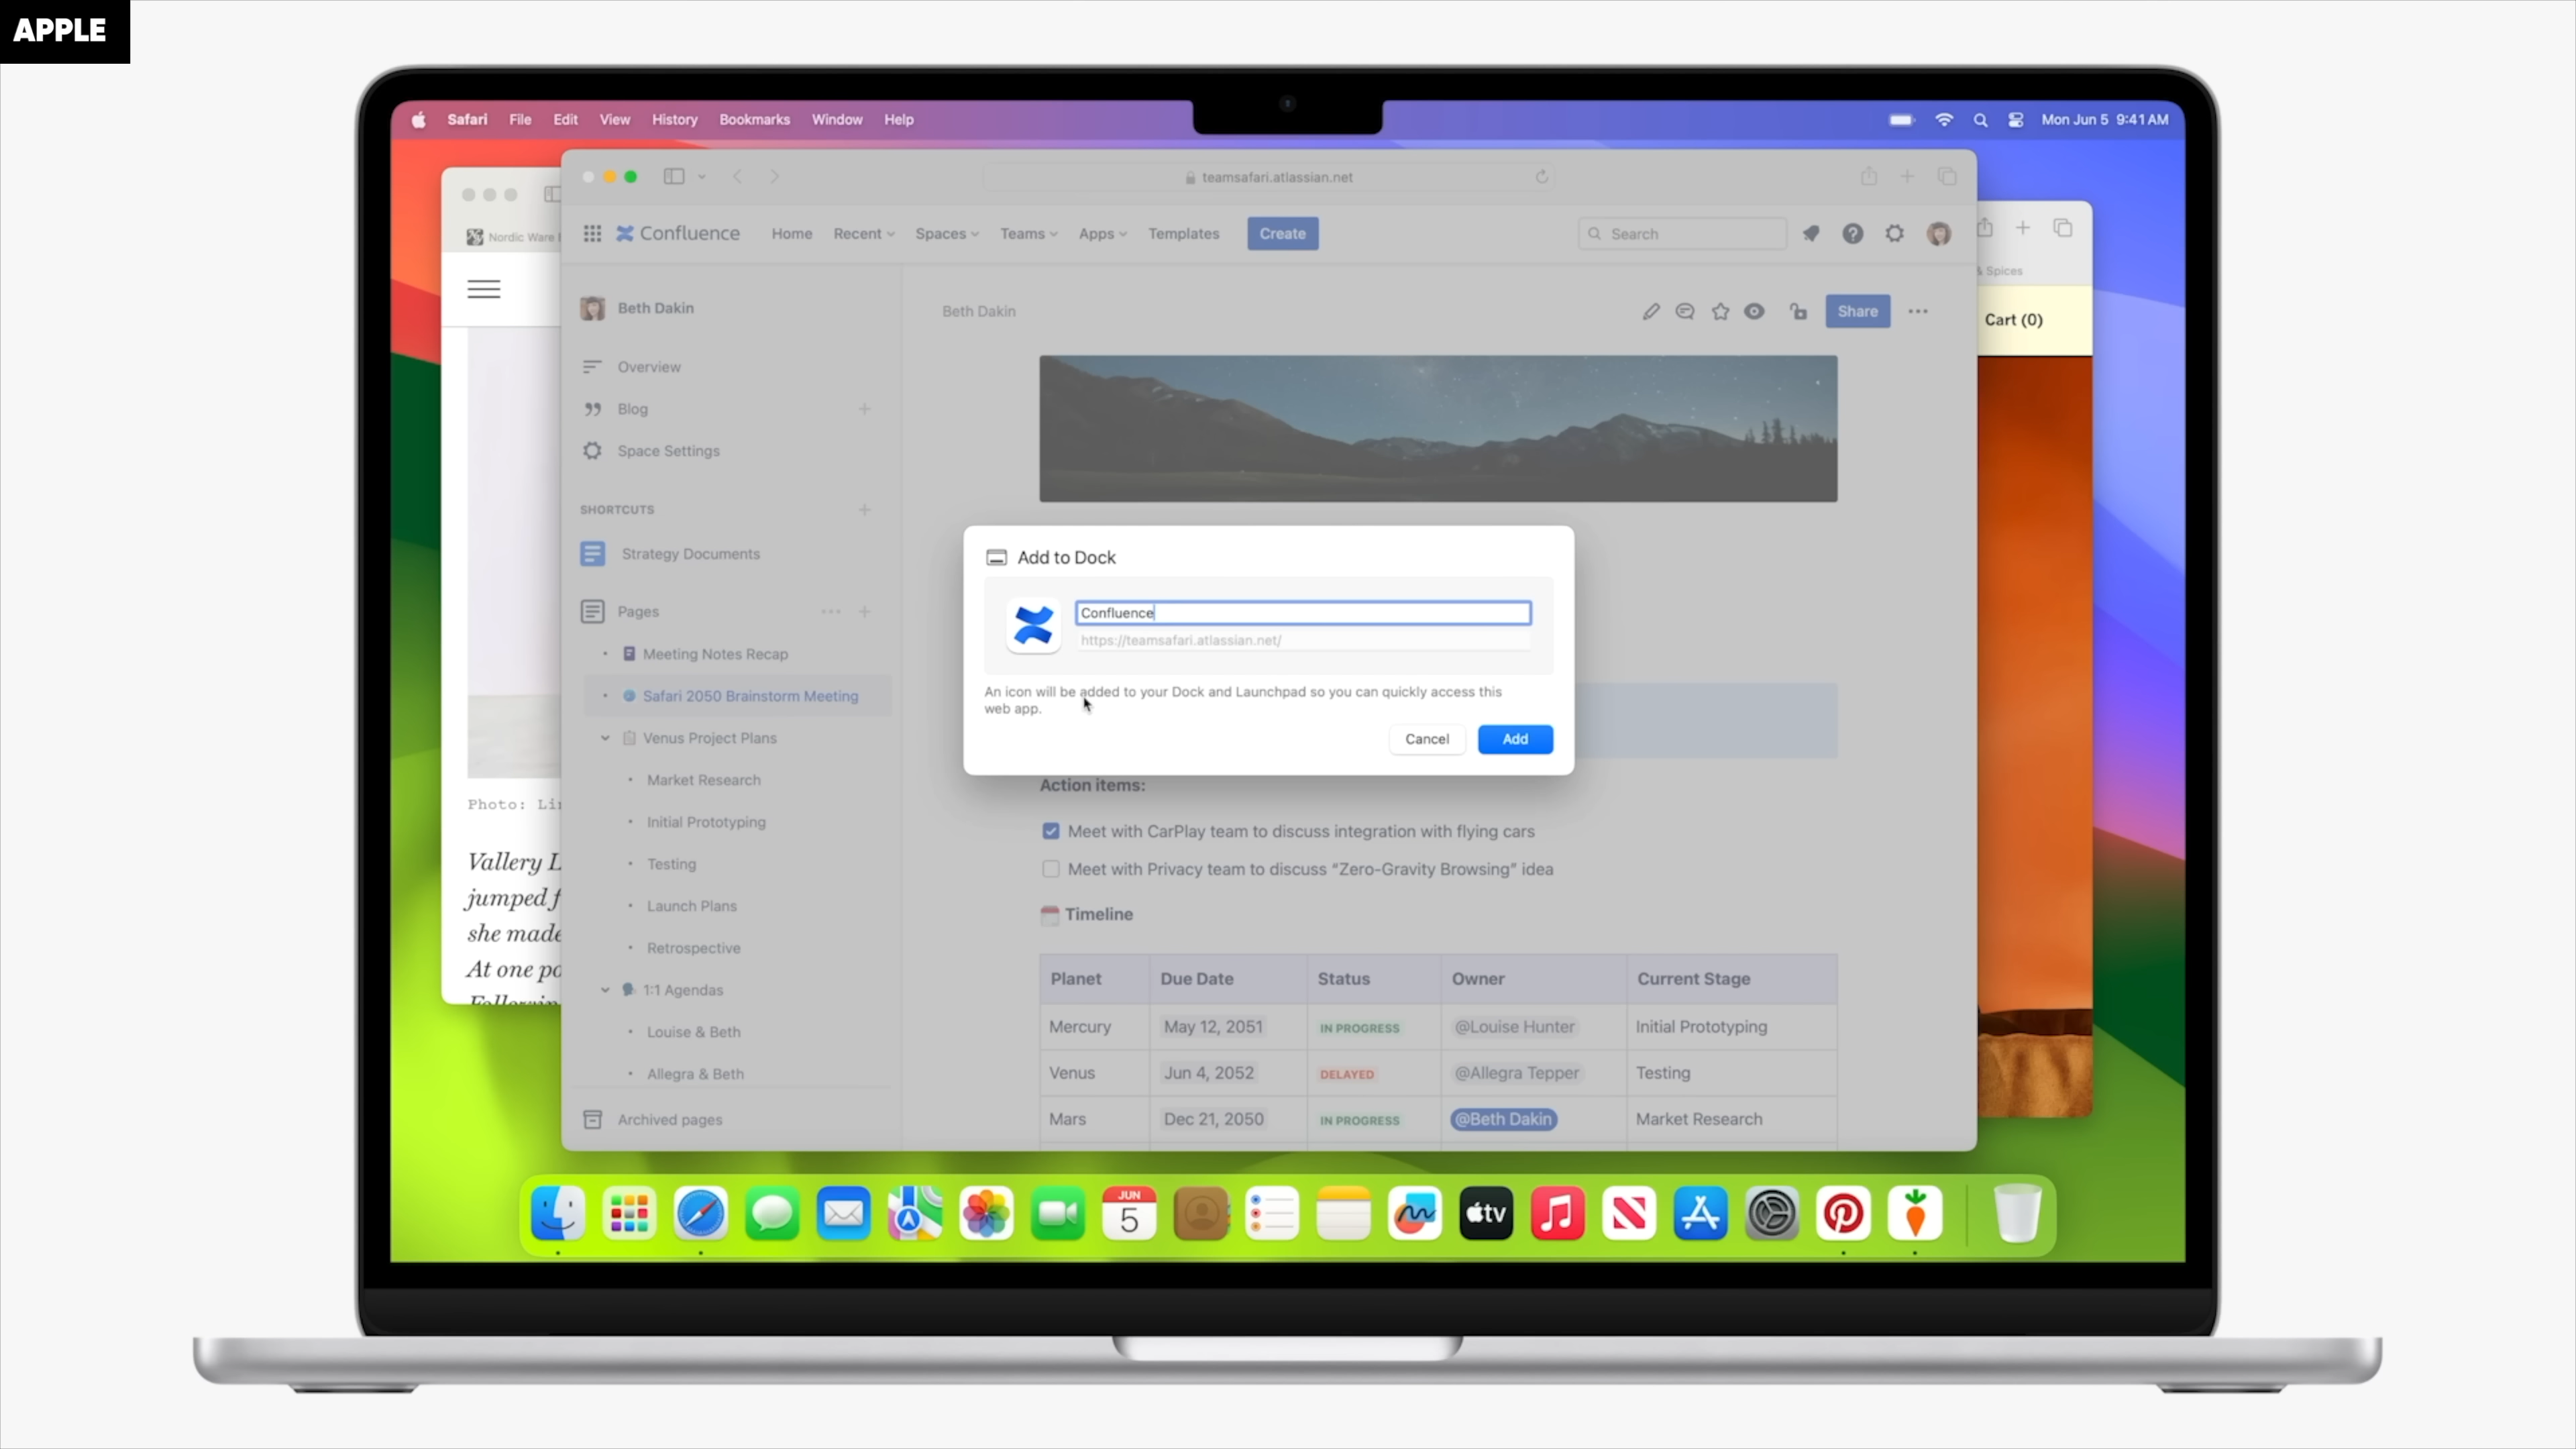 APPLE
Safari File Edit View History Bookmarks Window Help
Mon Jun 5 9:41 AM
teamsafari.atlassian.net
Nordic Ware
& Spices
Cart (0)
Confluence Home Recent Spaces Teams Apps Templates Create
Search
Beth Dakin
Overview
Blog
Space Settings
SHORTCUTS
Strategy Documents
Pages
Meeting Notes Recap
Safari 2050 Brainstorm Meeting
Venus Project Plans
Market Research
Initial Prototyping
Testing
Launch Plans
Retrospective
1:1 Agendas
Louise & Beth
Allegra & Beth
Archived pages
Photo:
Vallery
jumped
she made
At one
Beth Dakin
Share
Add to Dock
Confluence
https://teamsafari.atlassian.net/
An icon will be added to your Dock and Launchpad so you can quickly access this
web app.
Cancel Add
Action items:
Meet with CarPlay team to discuss integration with flying cars
Meet with Privacy team to discuss “Zero-Gravity Browsing” idea
Timeline
Planet Due Date Status Owner Current Stage
Mercury May 12, 2051 IN PROGRESS @Louise Hunter Initial Prototyping
Venus Jun 4, 2052 DELAYED @Allegra Tepper Testing
Mars Dec 21, 2050 IN PROGRESS @Beth Dakin Market Research
JUN
5
tv